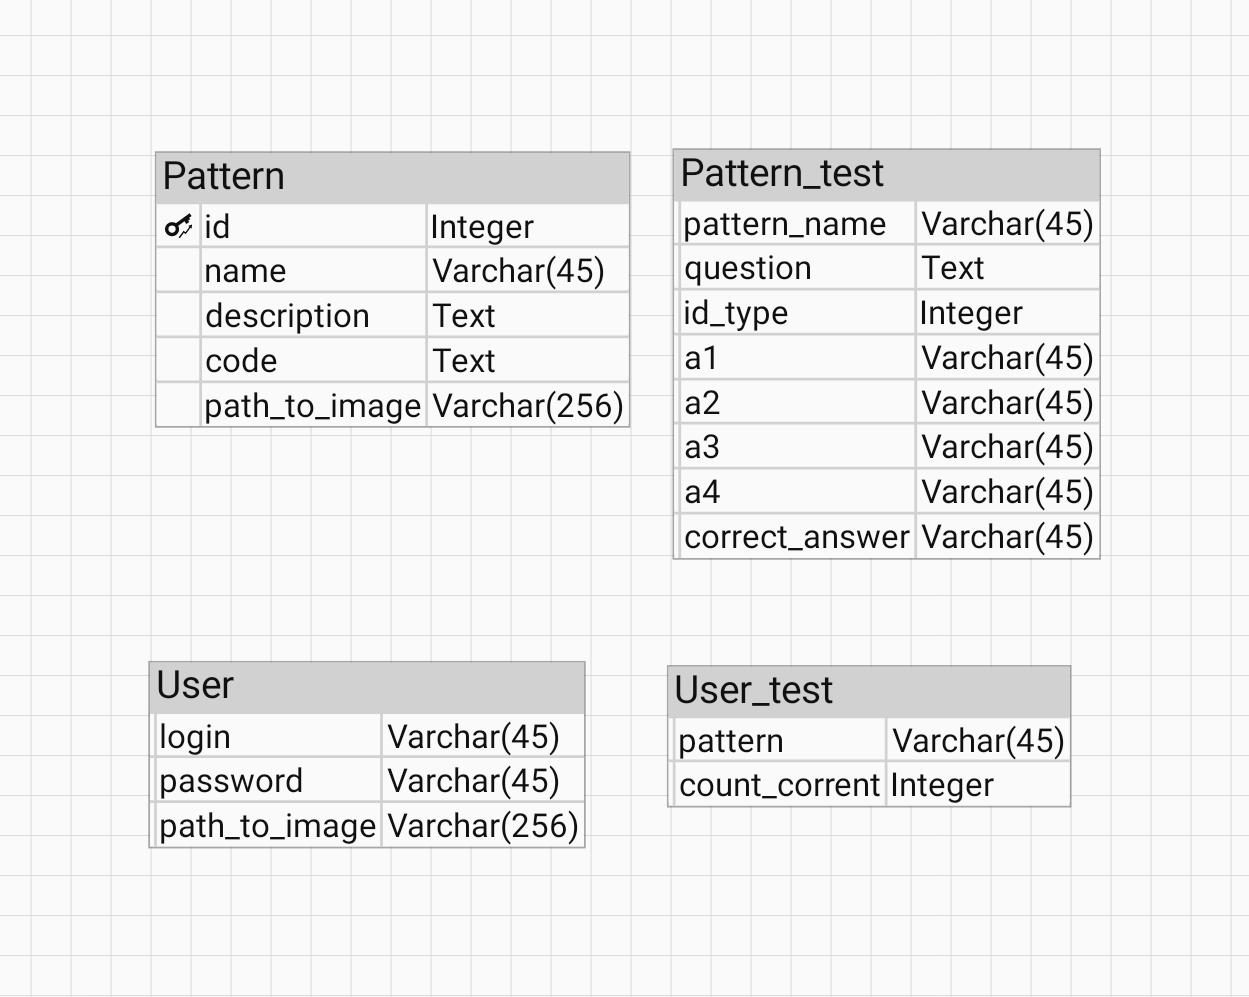 Pattern
id Integer
name Varchar(45)
description Text
code Text
path_to_image Varchar(256)
Pattern_test
pattern_name Varchar(45)
question Text
id_type Integer
a1 Varchar(45)
a2 Varchar(45)
a3 Varchar(45)
a4 Varchar(45)
correct_answer Varchar(45)
User
login Varchar(45)
password Varchar(45)
path_to_image Varchar(256)
User_test
pattern Varchar(45)
count_corrent Integer